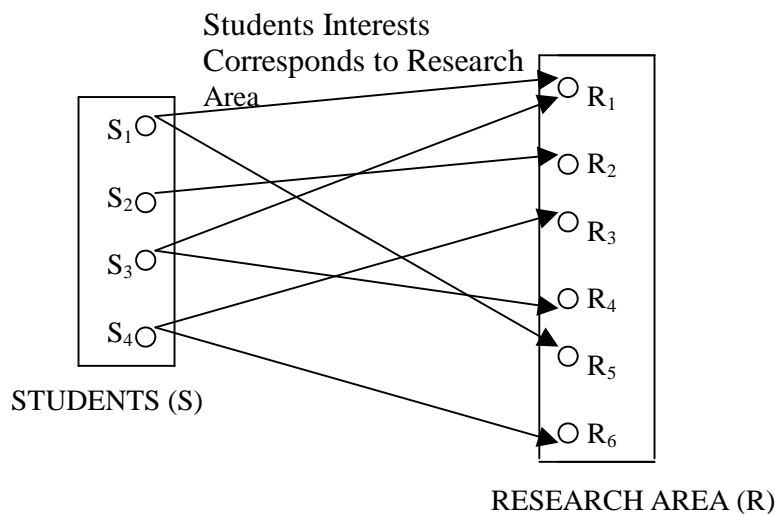 Students Interests
Corresponds to Research
Area
S1
S2
S3
S4
STUDENTS (S)
R1
R2
R3
R4
R5
R6
RESEARCH AREA (R)